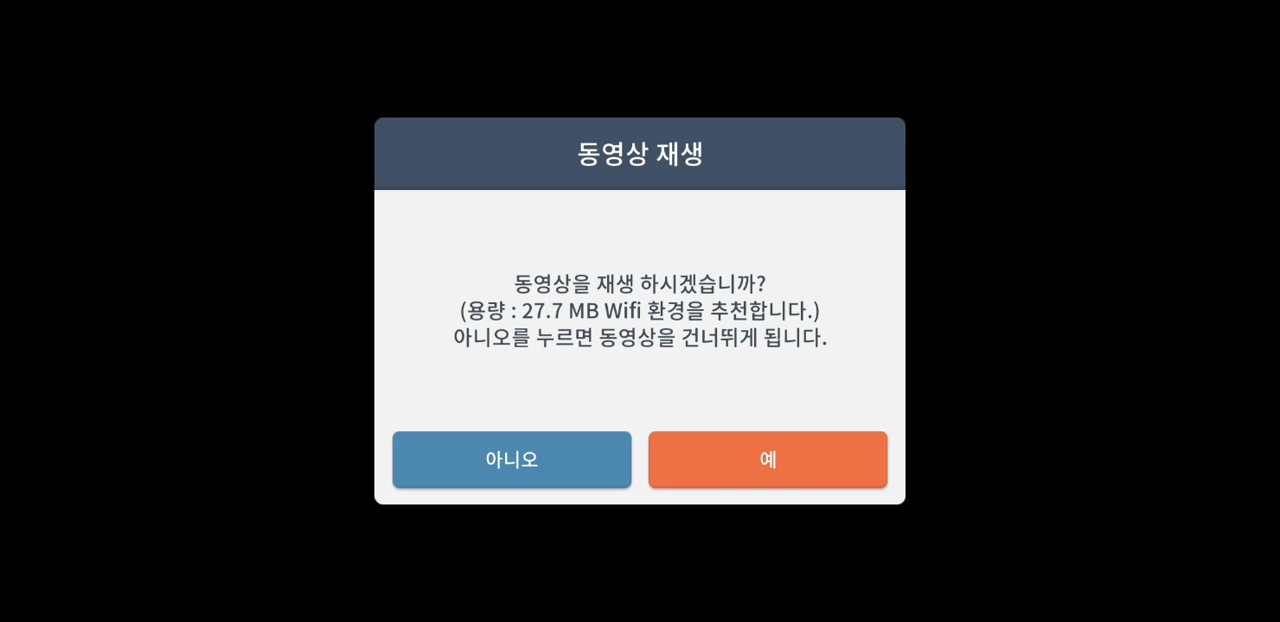 동영상 재생
동영상을 재생 하시겠습니까?
(용량 : 27.7 MB Wifi 환경을 추천합니다.)
아니오를 누르면 동영상을 건너뛰게 됩니다.
아니오
예